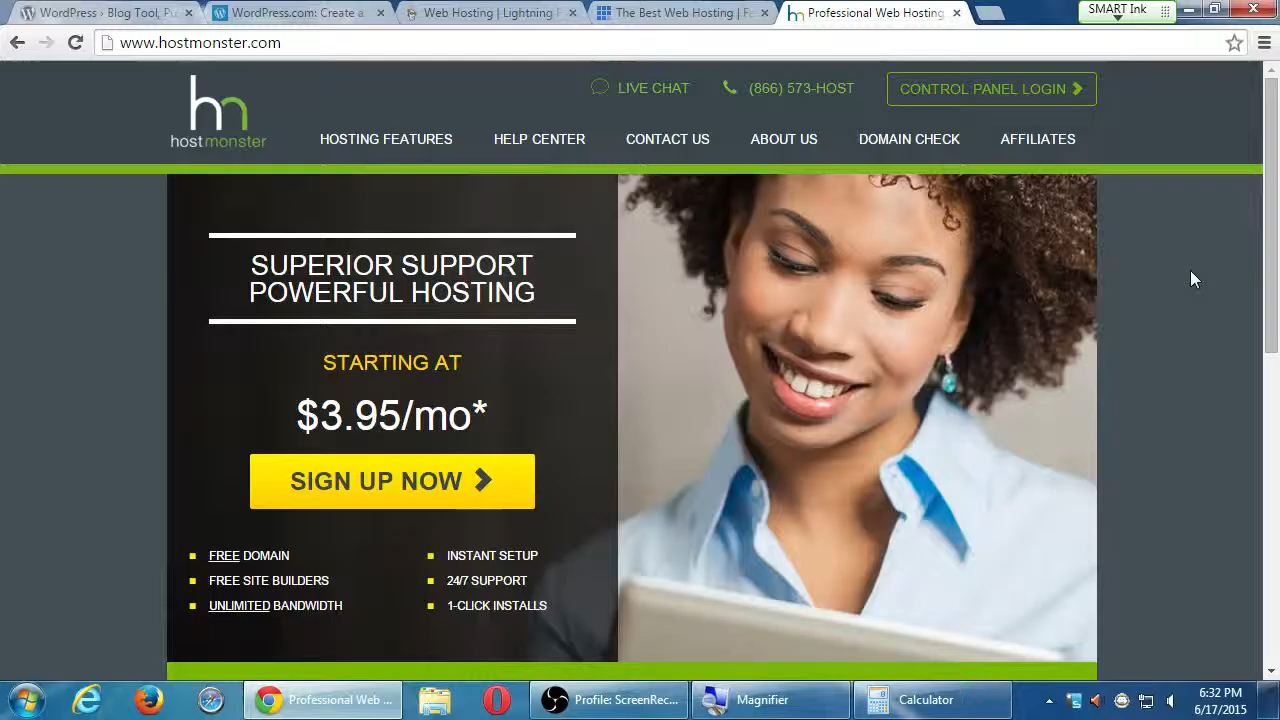 WordPress › Blog Tool, Pu
WordPress.com: Create a
Web Hosting | Lightning F
The Best Web Hosting | Fa
Professional Web Hosting
SMART Ink
www.hostmonster.com
hn
hostmonster
LIVE CHAT
(866) 573-HOST
CONTROL PANEL LOGIN
HOSTING FEATURES
HELP CENTER
CONTACT US
ABOUT US
DOMAIN CHECK
AFFILIATES
SUPERIOR SUPPORT
POWERFUL HOSTING
STARTING AT
$3.95/mo*
SIGN UP NOW
FREE DOMAIN
FREE SITE BUILDERS
UNLIMITED BANDWIDTH
INSTANT SETUP
24/7 SUPPORT
1-CLICK INSTALLS
Professional Web ...
Profile: ScreenRec...
Magnifier
Calculator
6:32 PM
6/17/2015